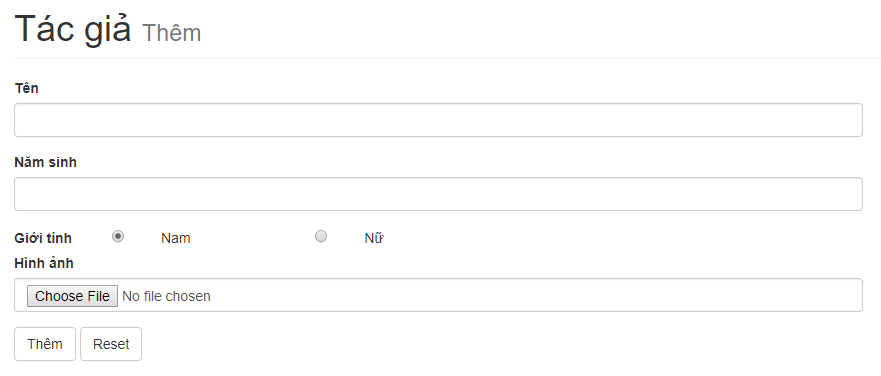 Tác giả Thêm
Tên
Năm sinh
Giới tính Nam Nữ
Hình ảnh
Choose File No file chosen
Thêm Reset